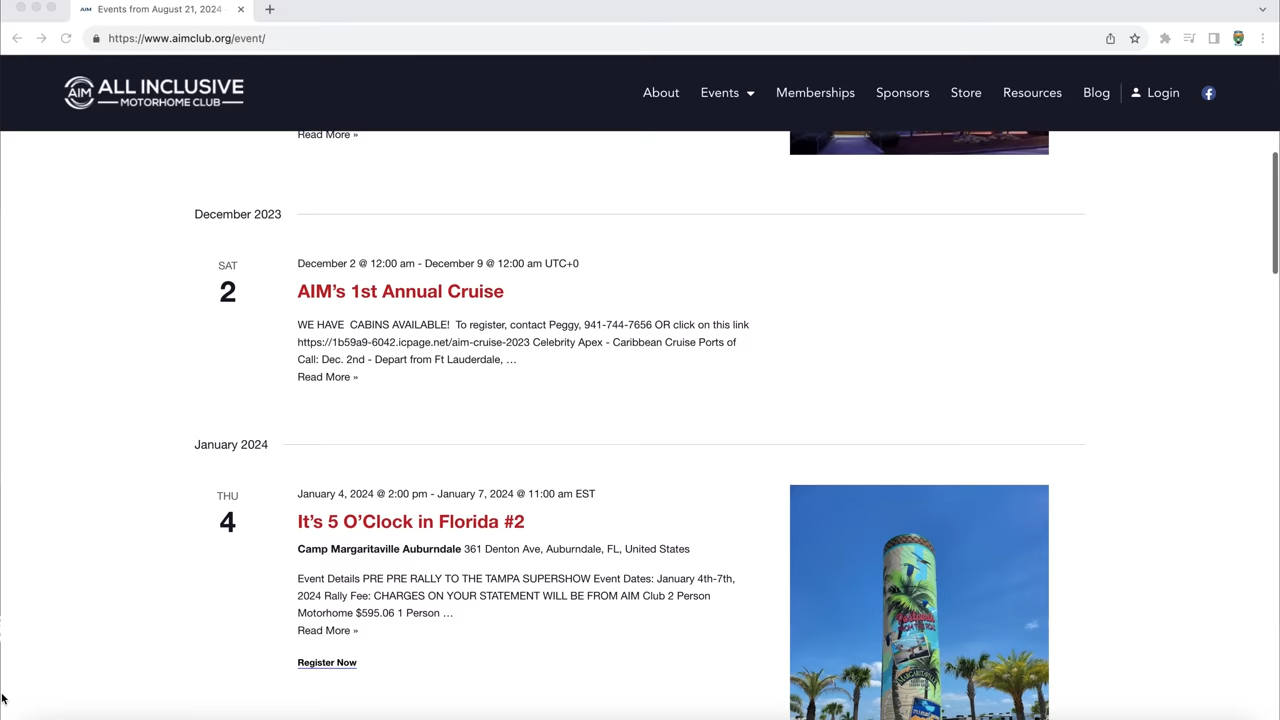 Events from August 21, 2024
https://www.aimclub.org/event/
AIM ALL INCLUSIVE
MOTORHOME CLUB
About Events Memberships Sponsors Store Resources Blog Login
Read More »
December 2023
SAT
2
December 2 @ 12:00 am - December 9 @ 12:00 am UTC+0
AIM’s 1st Annual Cruise
WE HAVE CABINS AVAILABLE! To register, contact Peggy, 941-744-7656 OR click on this link
https://1b59a9-6042.icpage.net/aim-cruise-2023 Celebrity Apex - Caribbean Cruise Ports of
Call: Dec. 2nd - Depart from Ft Lauderdale, …
Read More »
January 2024
THU
4
January 4, 2024 @ 2:00 pm - January 7, 2024 @ 11:00 am EST
It’s 5 O’Clock in Florida #2
Camp Margaritaville Auburndale 361 Denton Ave, Auburndale, FL, United States
Event Details PRE PRE RALLY TO THE TAMPA SUPERSHOW Event Dates: January 4th-7th,
2024 Rally Fee: CHARGES ON YOUR STATEMENT WILL BE FROM AIM Club 2 Person
Motorhome $595.06 1 Person …
Read More »
Register Now